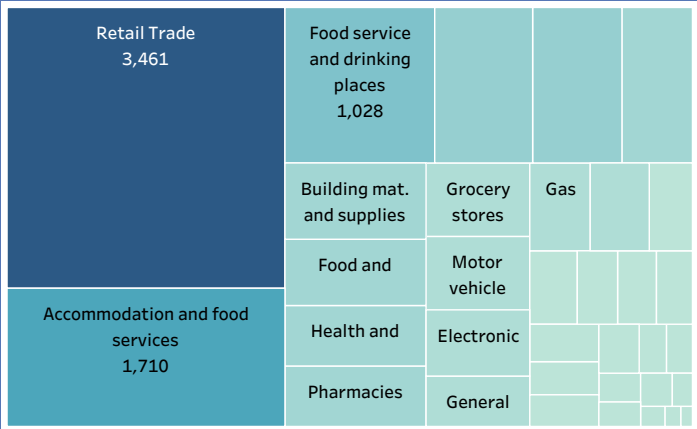 Retail Trade
3,461
Accommodation and food
services
1,710
Food service
and drinking
places
1,028
Building mat.
and supplies
Food and
Health and
Pharmacies
Grocery
stores
Motor
vehicle
Electronic
General
Gas